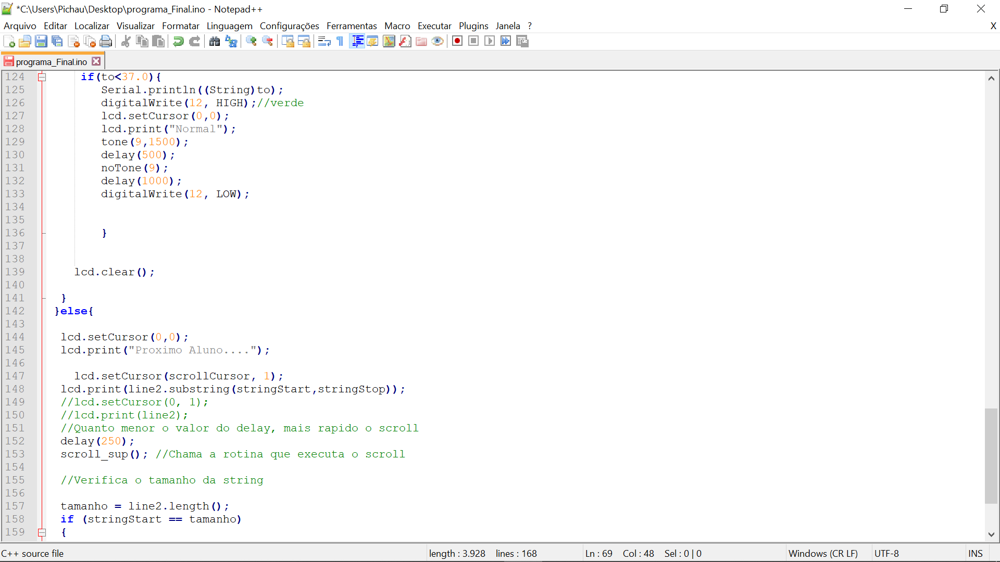 *C:\Users\Pichau\Desktop\programa_Final.ino - Notepad++
Arquivo Editar Localizar Visualizar Formatar Linguagem Configurações Ferramentas Macro Executar Plugins Janela ? X
programa_Final.ino
124 if(to<37.0){
125 Serial.println((String)to);
126 digitalWrite(12, HIGH);//verde
127 lcd.setCursor(0,0);
128 lcd.print("Normal");
129 tone(9,1500);
130 delay(500);
131 noTone(9);
132 delay(1000);
133 digitalWrite(12, LOW);
134
135
136 }
137
138
139 lcd.clear();
140
141 }
142 }else{
143
144 lcd.setCursor(0,0);
145 lcd.print("Proximo Aluno....");
146
147 lcd.setCursor(scrollCursor, 1);
148 lcd.print(line2.substring(stringStart,stringStop));
149 //lcd.setCursor(0, 1);
150 //lcd.print(line2);
151 //Quanto menor o valor do delay, mais rapido o scroll
152 delay(250);
153 scroll_sup(); //Chama a rotina que executa o scroll
154
155 //Verifica o tamanho da string
156
157 tamanho = line2.length();
158 if (stringStart == tamanho)
159 {
C++ source file length : 3.928 lines : 168 Ln : 69 Col : 48 Sel : 0 | 0 Windows (CR LF) UTF-8 INS